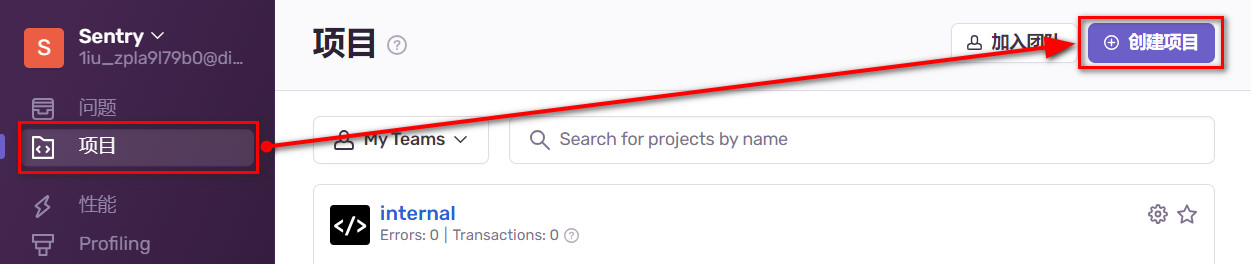 S
Sentry
1iu_zpla9l79b0@di...
问题
项目
性能
Profiling
项目 ?
加入团队
创建项目
My Teams
Search for projects by name
</>
internal
Errors: 0 | Transactions: 0 ?